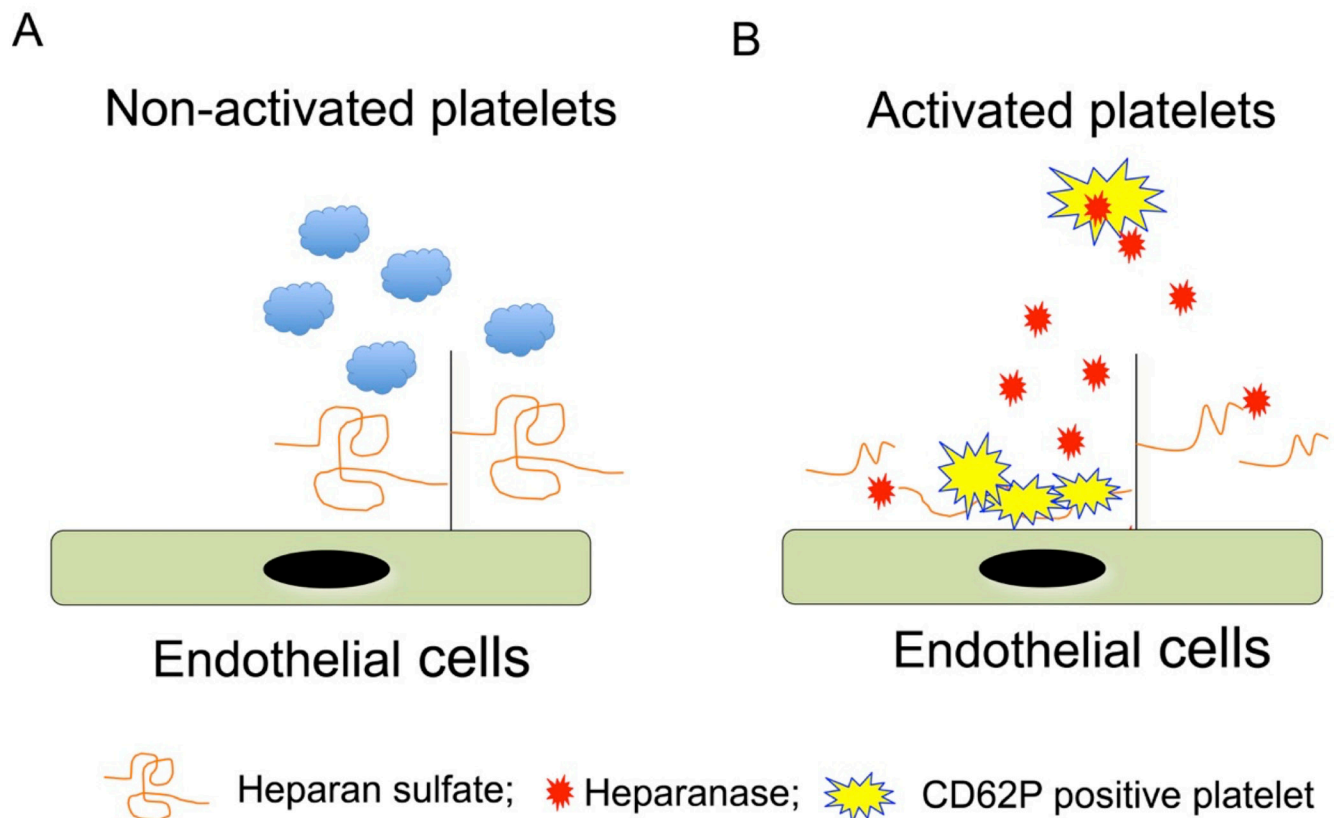 A
Non-activated platelets
Endothelial cells
B
Activated platelets
Endothelial cells
Heparan sulfate; Heparanase; CD62P positive platelet